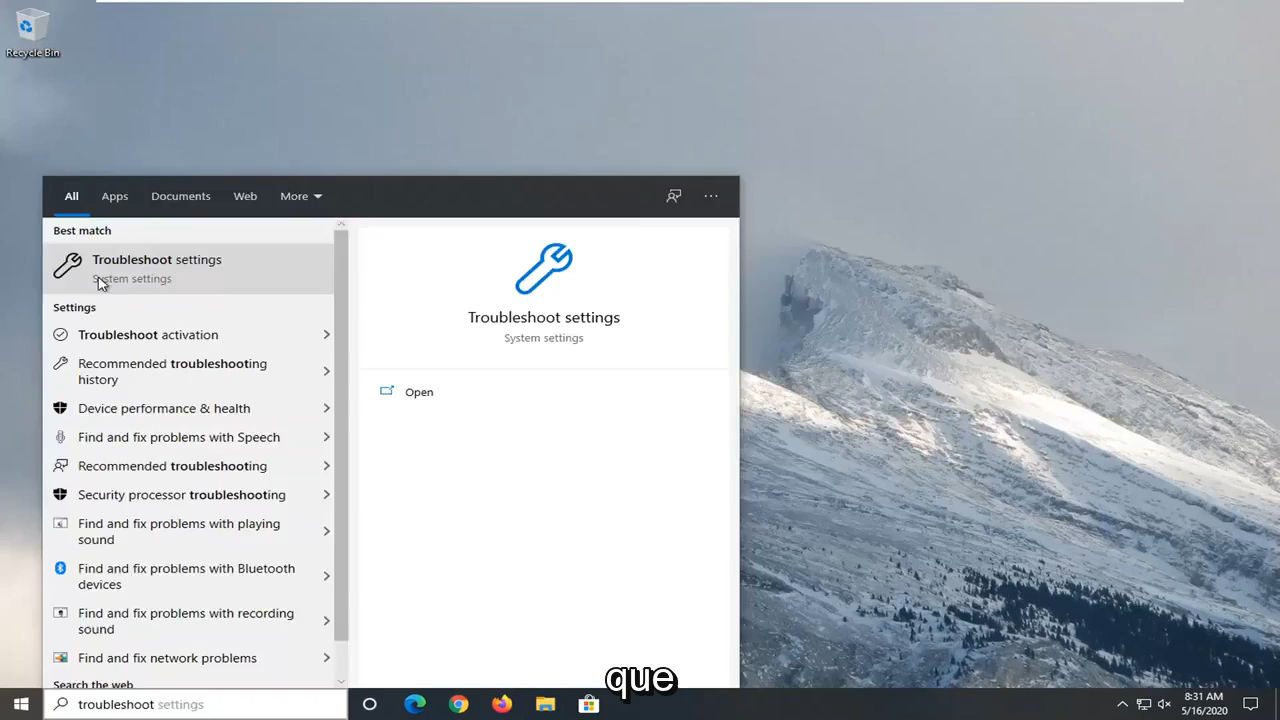 Recycle Bin
All Apps Documents Web More
Best match
Troubleshoot settings
System settings
Settings
Troubleshoot activation
Recommended troubleshooting
history
Device performance & health
Find and fix problems with Speech
Recommended troubleshooting
Security processor troubleshooting
Find and fix problems with playing
sound
Find and fix problems with Bluetooth
devices
Find and fix problems with recording
sound
Find and fix network problems
Search the web
Troubleshoot settings
System settings
Open
que
troubleshoot settings
8:31 AM
5/16/2020